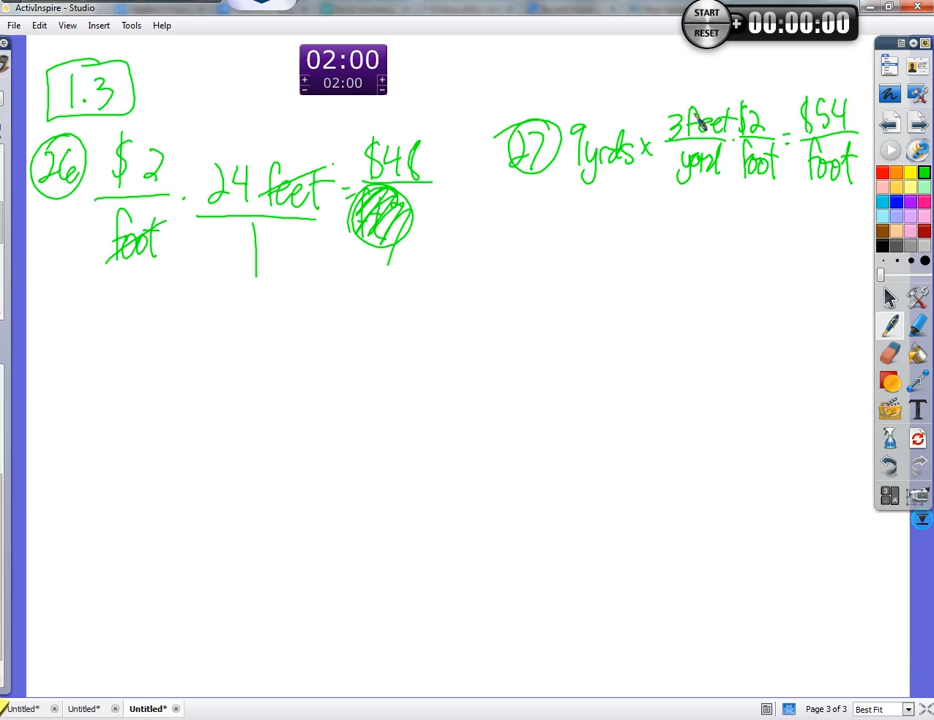 ActivInspire - Studio
START
RESET
00:00:00
File Edit View Insert Tools Help
02:00
02:00
1.3
26 $2/foot · 24 feet/1 = $48
27 9yrds x 3 feet/yard · $2/foot = $54/foot
Untitled* Untitled* Untitled*
Page 3 of 3 Best Fit